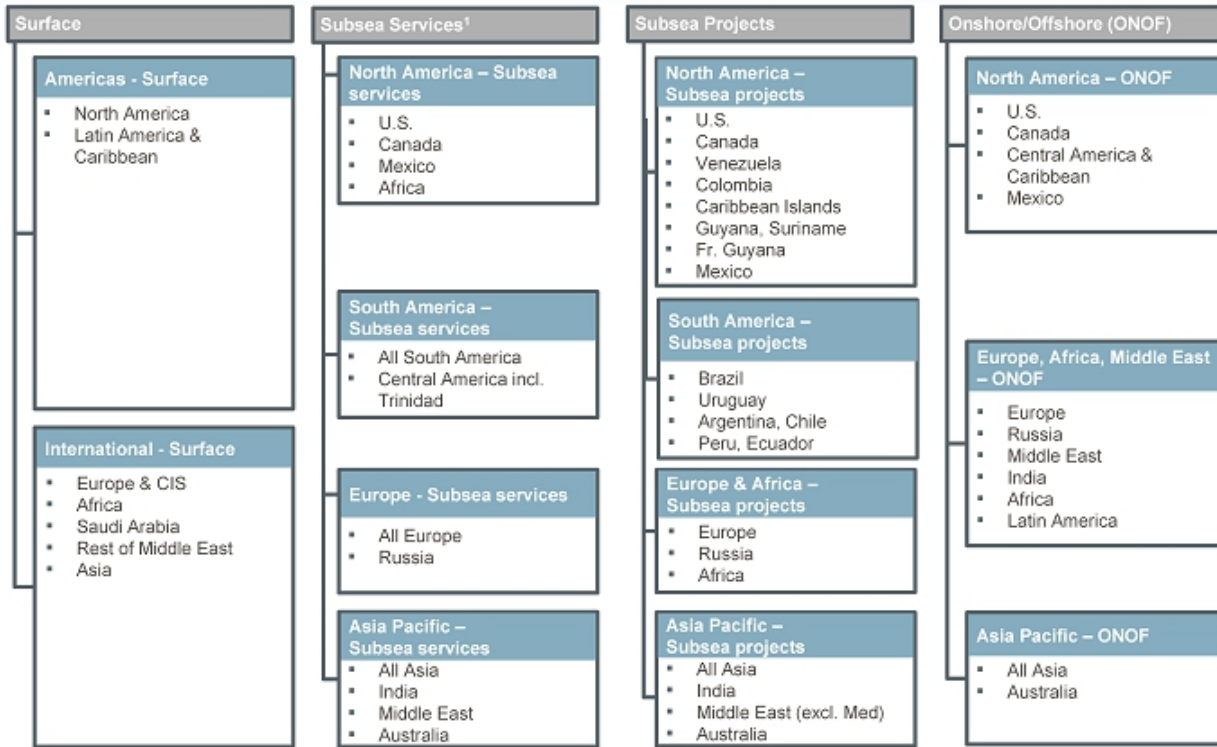 Surface
Americas - Surface
▪ North America
▪ Latin America &
Caribbean
International - Surface
▪ Europe & CIS
▪ Africa
▪ Saudi Arabia
▪ Rest of Middle East
▪ Asia
Subsea Services¹
North America – Subsea
services
▪ U.S.
▪ Canada
▪ Mexico
▪ Africa
South America –
Subsea services
▪ All South America
▪ Central America incl.
Trinidad
Europe - Subsea services
▪ All Europe
▪ Russia
Asia Pacific –
Subsea services
▪ All Asia
▪ India
▪ Middle East
▪ Australia
Subsea Projects
North America –
Subsea projects
▪ U.S.
▪ Canada
▪ Venezuela
▪ Colombia
▪ Caribbean Islands
▪ Guyana, Suriname
▪ Fr. Guyana
▪ Mexico
South America –
Subsea projects
▪ Brazil
▪ Uruguay
▪ Argentina, Chile
▪ Peru, Ecuador
Europe & Africa –
Subsea projects
▪ Europe
▪ Russia
▪ Africa
Asia Pacific –
Subsea projects
▪ All Asia
▪ India
▪ Middle East (excl. Med)
▪ Australia
Onshore/Offshore (ONOF)
North America – ONOF
▪ U.S.
▪ Canada
▪ Central America &
Caribbean
▪ Mexico
Europe, Africa, Middle East
– ONOF
▪ Europe
▪ Russia
▪ Middle East
▪ India
▪ Africa
▪ Latin America
Asia Pacific – ONOF
▪ All Asia
▪ Australia